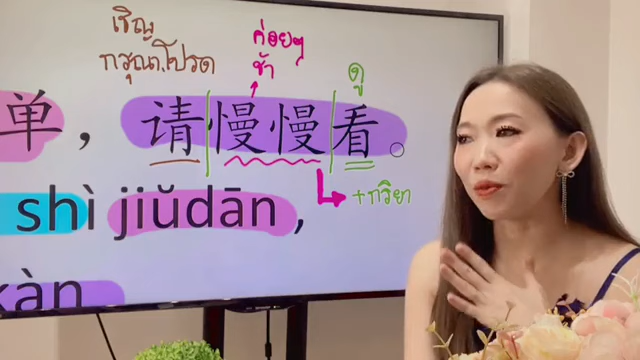 เชิญ
กรุณา,โปรด
ค่อยๆ
ช้า
ดู
单，请慢慢看。
+กริยา
shì jiǔdān,
kàn